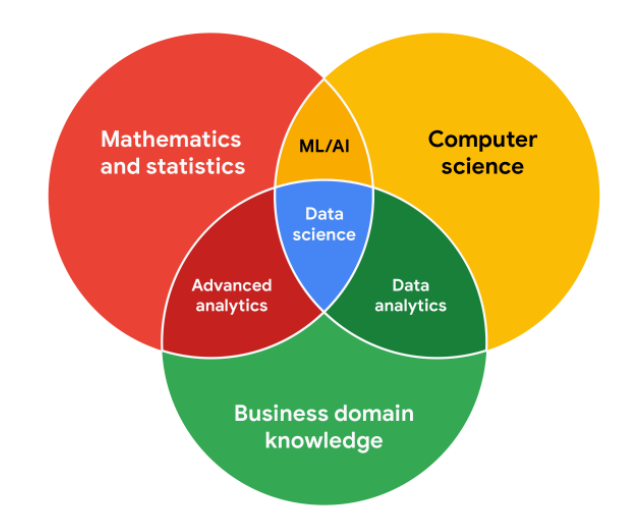 Mathematics
and statistics
ML/AI
Computer
science
Data
science
Advanced
analytics
Data
analytics
Business domain
knowledge